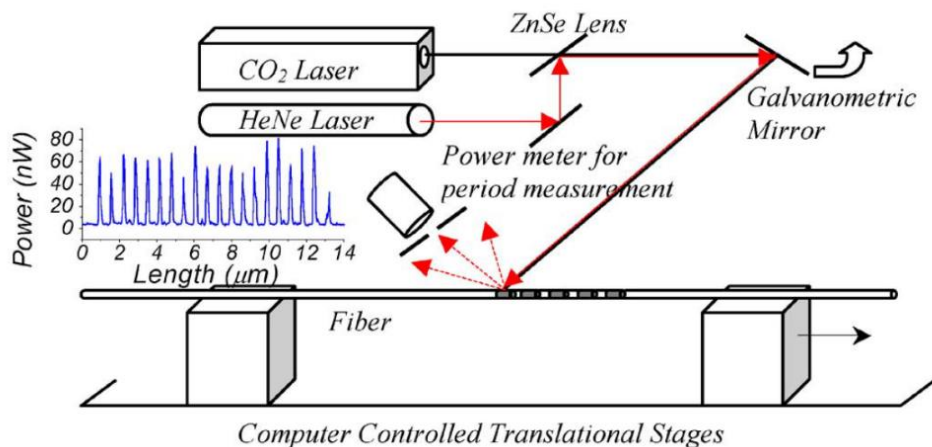 ZnSe Lens
CO₂ Laser
HeNe Laser
Galvanometric
Mirror
Power meter for
period measurement
Power (nW)
80
60
40
20
0
0 2 4 6 8 10 12 14
Length (μm)
Fiber
Computer Controlled Translational Stages